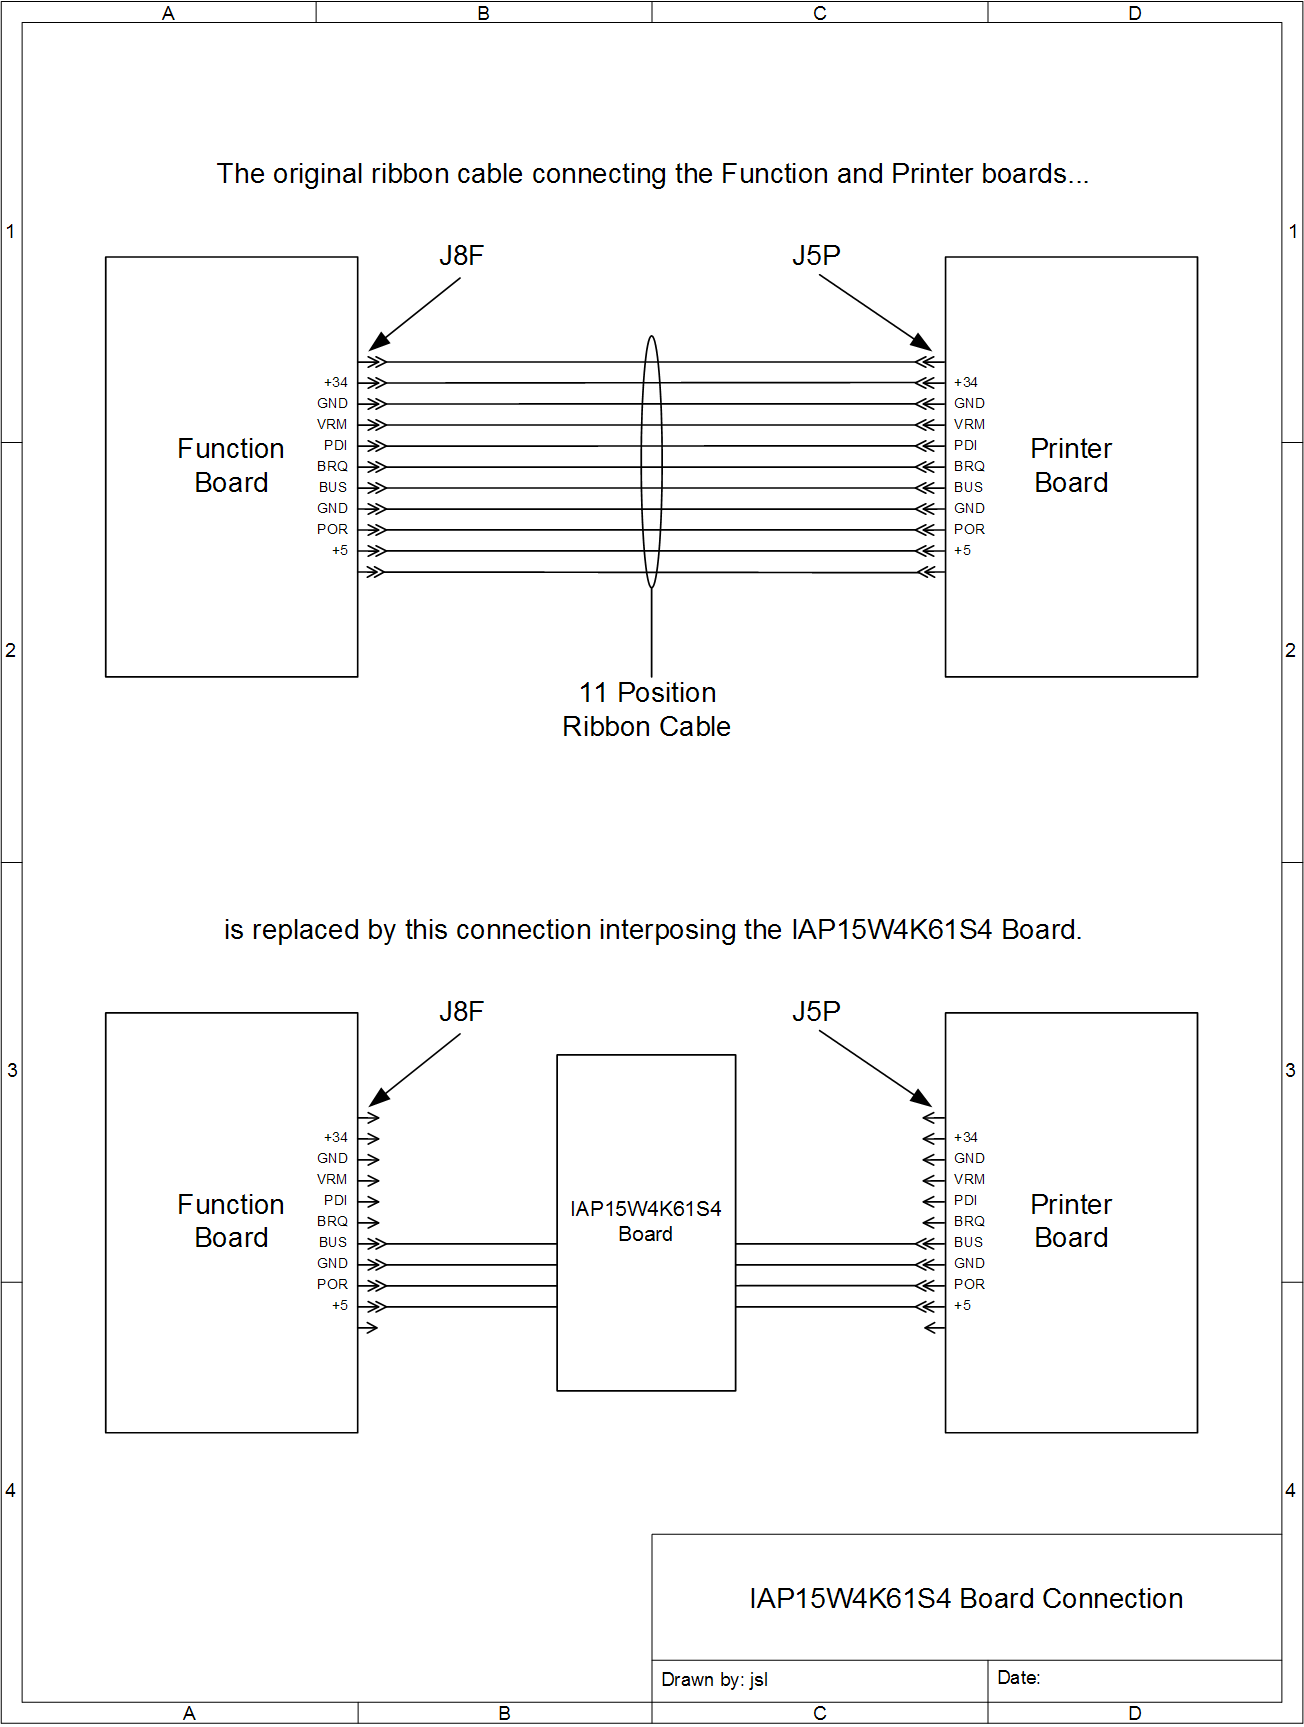 A B C D
The original ribbon cable connecting the Function and Printer boards...
1 1
J8F J5P
+34 +34
GND GND
VRM VRM
PDI PDI
BRQ BRQ
BUS BUS
GND GND
POR POR
+5 +5
Function
Board
Printer
Board
2 2
11 Position
Ribbon Cable
is replaced by this connection interposing the IAP15W4K61S4 Board.
J8F J5P
3 3
+34 +34
GND GND
VRM VRM
PDI PDI
BRQ BRQ
BUS BUS
GND GND
POR POR
+5 +5
Function
Board
IAP15W4K61S4
Board
Printer
Board
4 4
IAP15W4K61S4 Board Connection
Drawn by: jsl Date:
A B C D